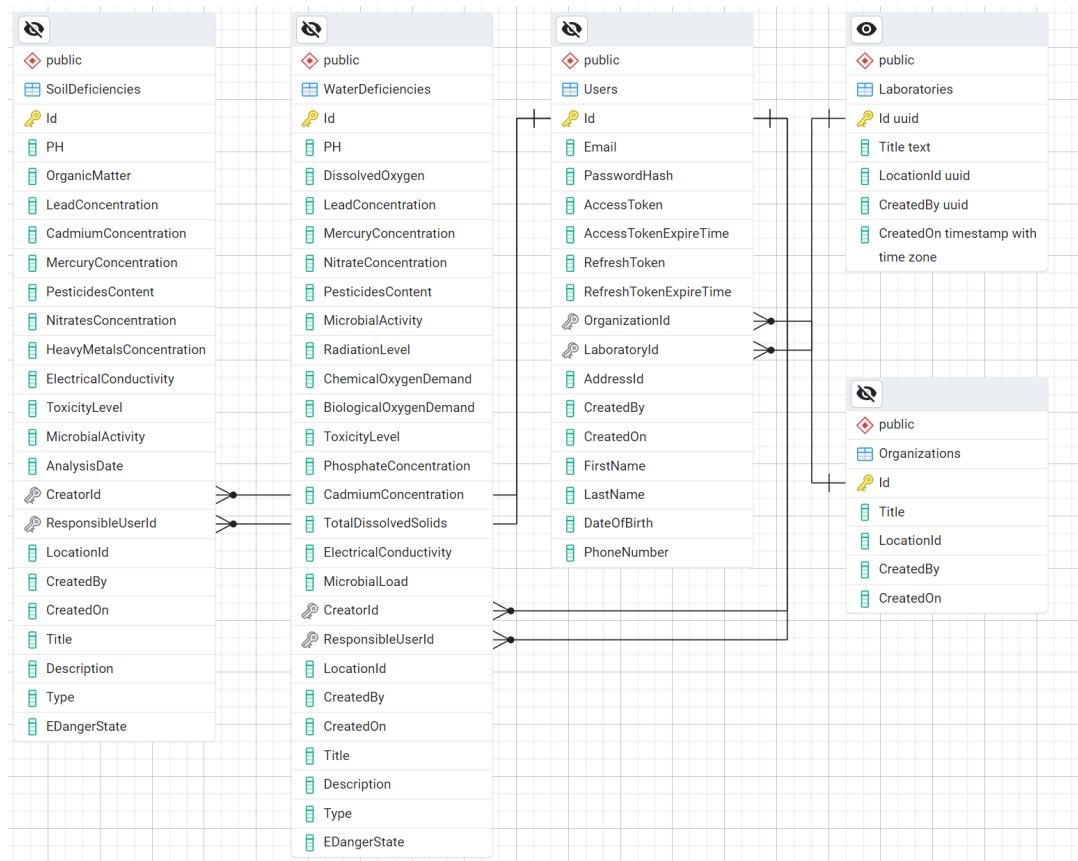 public
SoilDeficiencies
Id
PH
OrganicMatter
LeadConcentration
CadmiumConcentration
MercuryConcentration
PesticidesContent
NitratesConcentration
HeavyMetalsConcentration
ElectricalConductivity
ToxicityLevel
MicrobialActivity
AnalysisDate
CreatorId
ResponsibleUserId
LocationId
CreatedBy
CreatedOn
Title
Description
Type
EDangerState
public
WaterDeficiencies
Id
PH
DissolvedOxygen
LeadConcentration
MercuryConcentration
NitrateConcentration
PesticidesContent
MicrobialActivity
RadiationLevel
ChemicalOxygenDemand
BiologicalOxygenDemand
ToxicityLevel
PhosphateConcentration
CadmiumConcentration
TotalDissolvedSolids
ElectricalConductivity
MicrobialLoad
CreatorId
ResponsibleUserId
LocationId
CreatedBy
CreatedOn
Title
Description
Type
EDangerState
public
Users
Id
Email
PasswordHash
AccessToken
AccessTokenExpireTime
RefreshToken
RefreshTokenExpireTime
OrganizationId
LaboratoryId
AddressId
CreatedBy
CreatedOn
FirstName
LastName
DateOfBirth
PhoneNumber
public
Laboratories
Id uuid
Title text
LocationId uuid
CreatedBy uuid
CreatedOn timestamp with
time zone
public
Organizations
Id
Title
LocationId
CreatedBy
CreatedOn